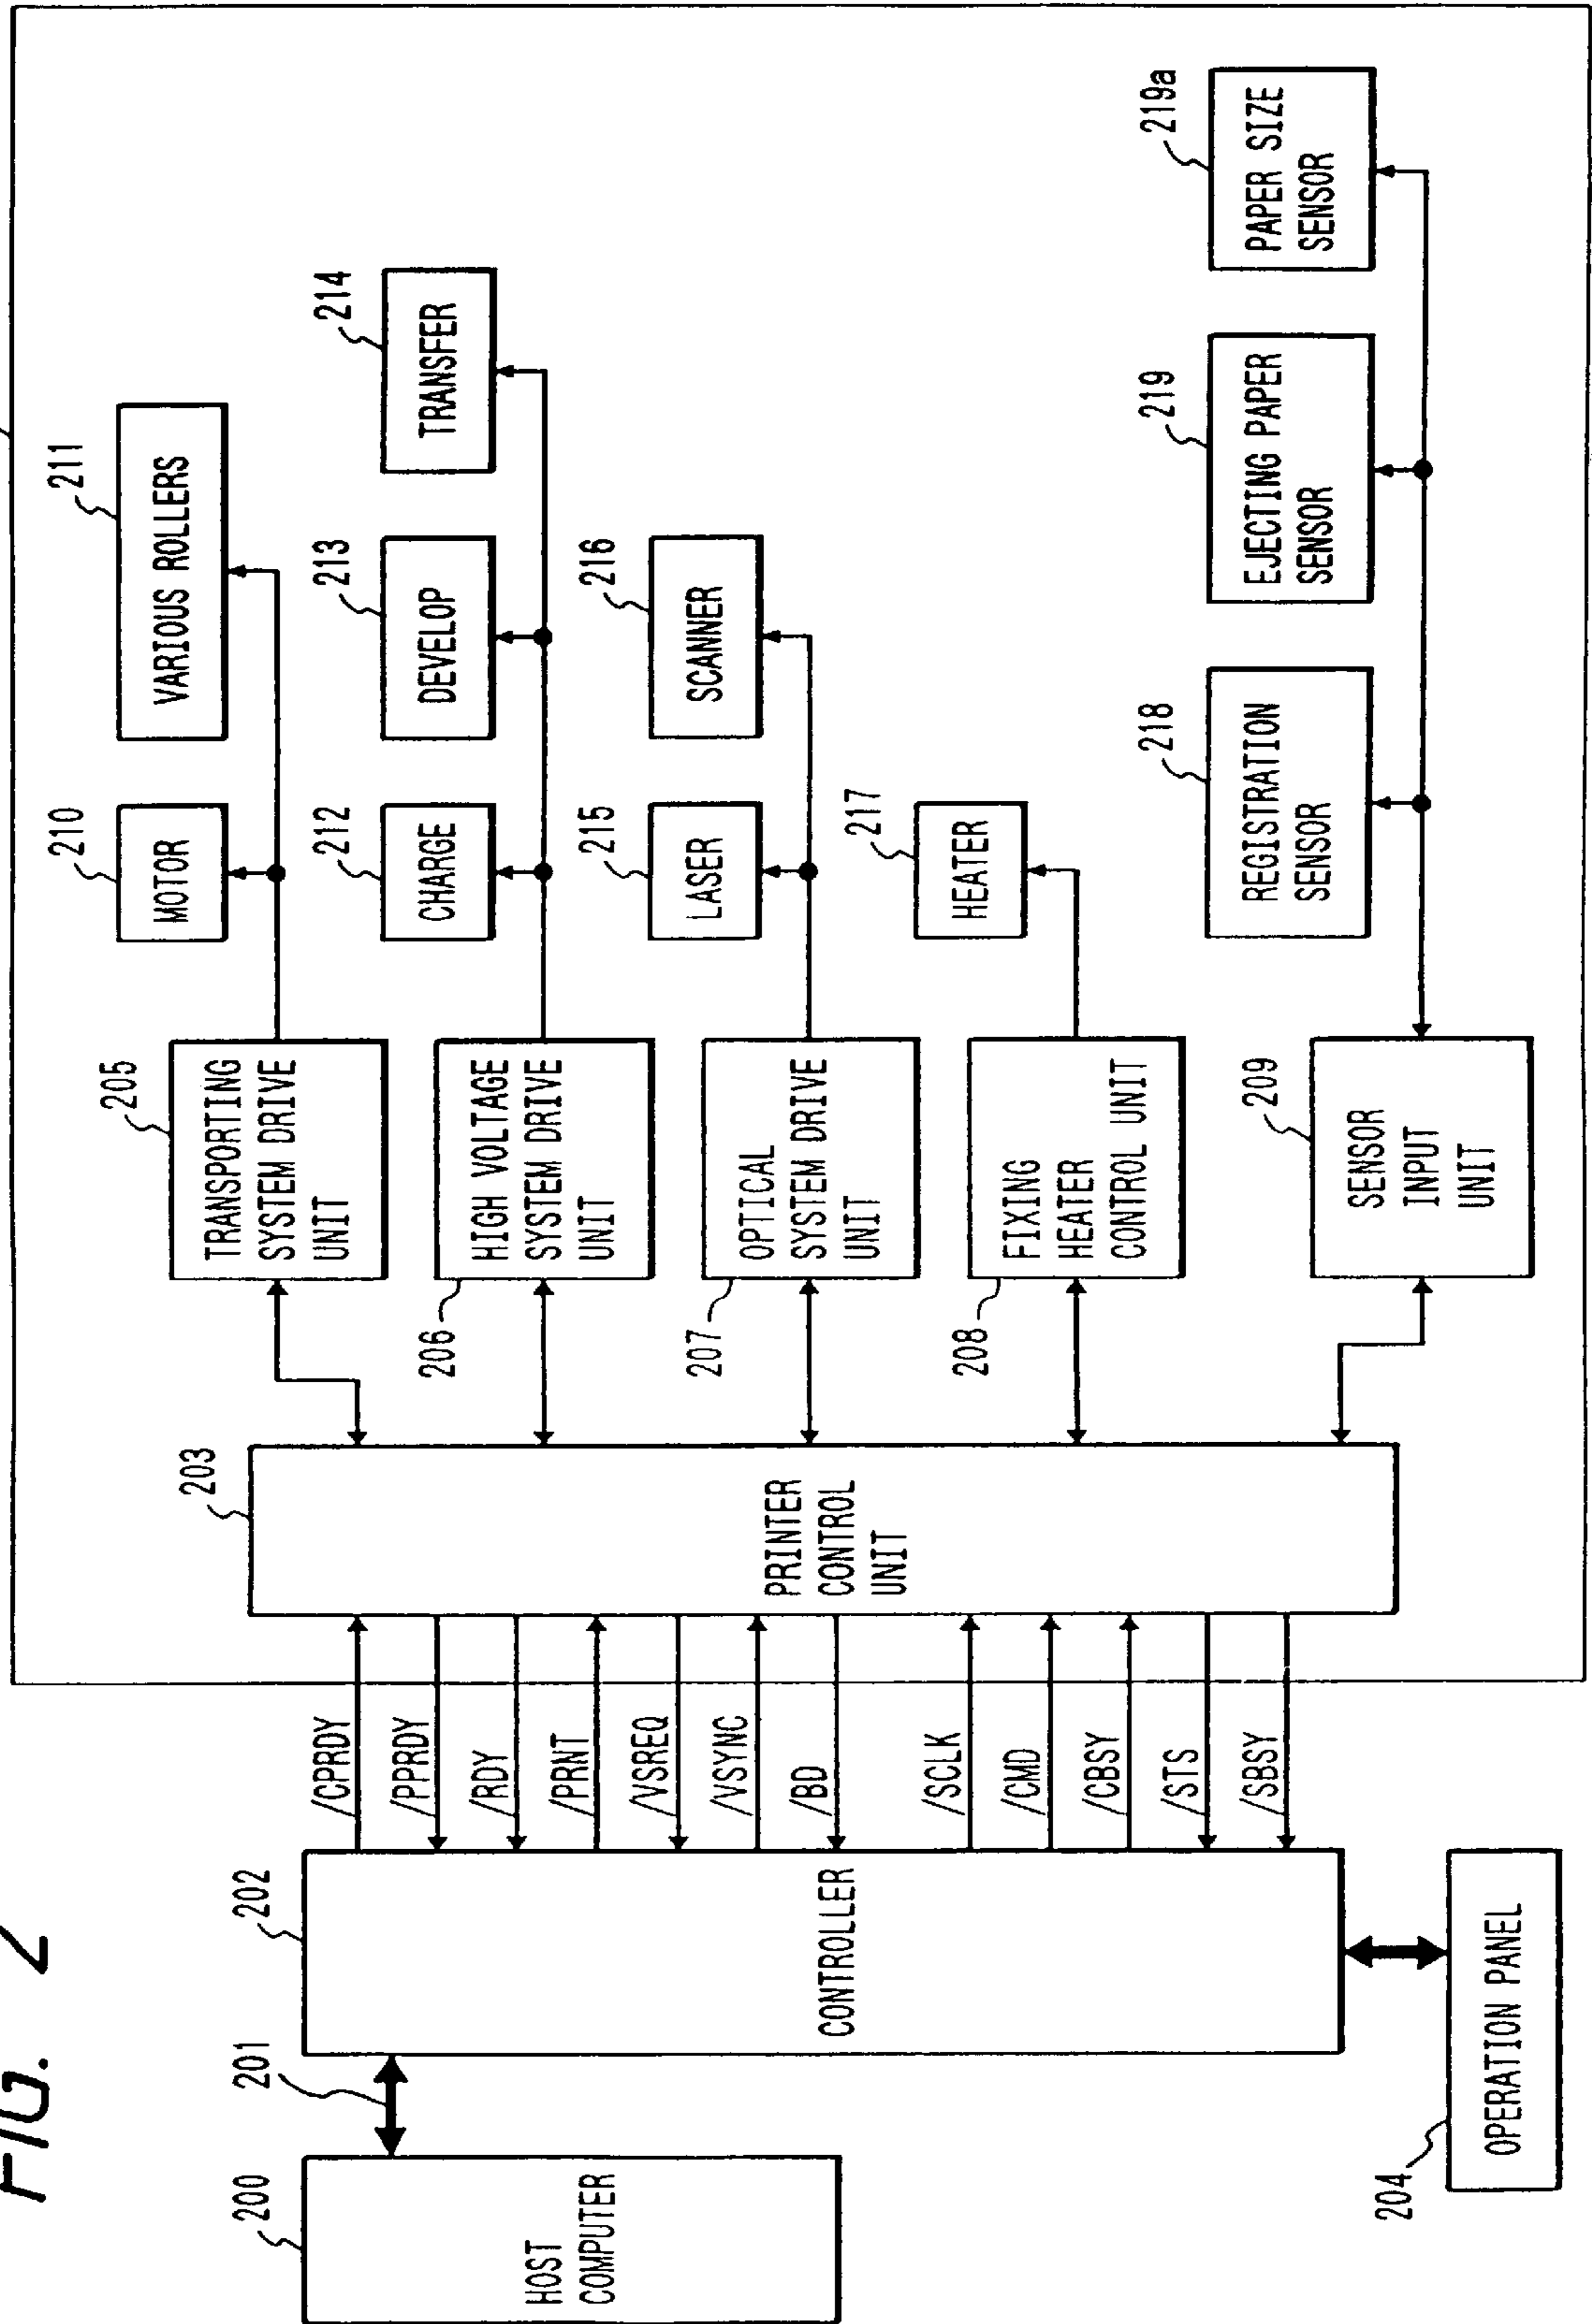 FIG. 2
200
HOST
COMPUTER
201
202
CONTROLLER
204
OPERATION PANEL
/CPRDY
/PPRDY
/RDY
/PRNT
/VSREQ
/VSYNC
/BD
/SCLK
/CMD
/CBSY
/STS
/SBSY
203
PRINTER
CONTROL
UNIT
205
TRANSPORTING
SYSTEM DRIVE
UNIT
206
HIGH VOLTAGE
SYSTEM DRIVE
UNIT
207
OPTICAL
SYSTEM DRIVE
UNIT
208
FIXING
HEATER
CONTROL UNIT
209
SENSOR
INPUT
UNIT
210
MOTOR
211
VARIOUS ROLLERS
212
CHARGE
213
DEVELOP
214
TRANSFER
215
LASER
216
SCANNER
217
HEATER
218
REGISTRATION
SENSOR
219
EJECTING PAPER
SENSOR
219a
PAPER SIZE
SENSOR